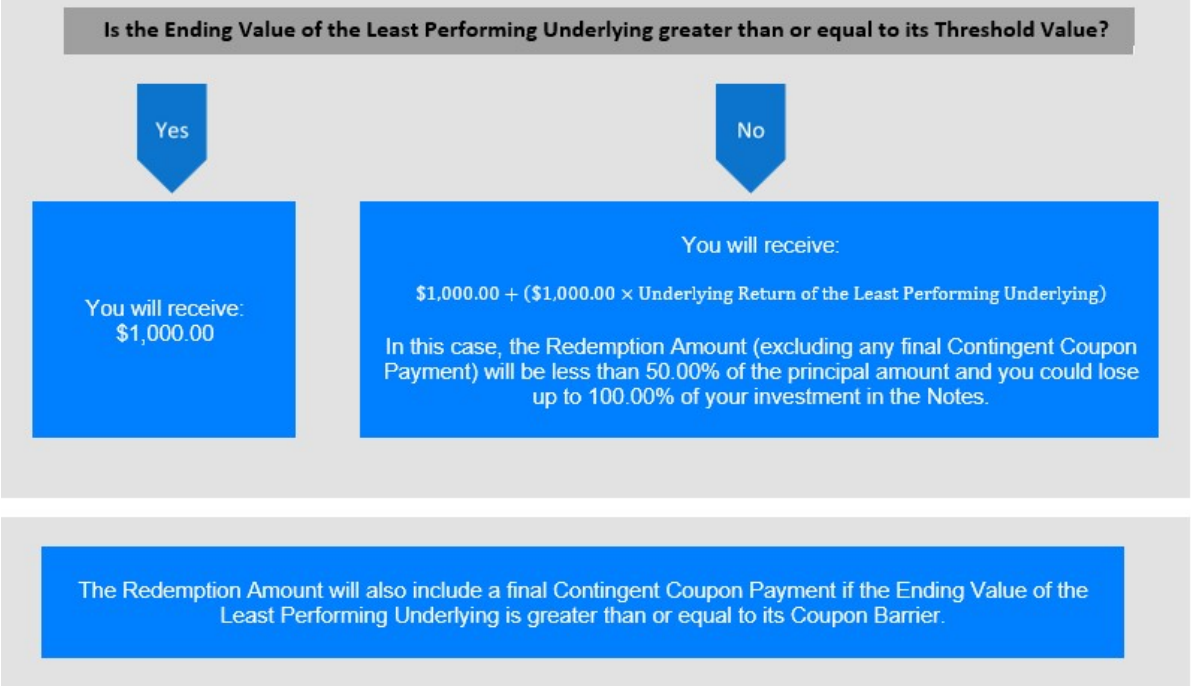 Is the Ending Value of the Least Performing Underlying greater than or equal to its Threshold Value?
Yes
No
You will receive:
$1,000.00
You will receive:
$1,000.00 + ($1,000.00 × Underlying Return of the Least Performing Underlying)
In this case, the Redemption Amount (excluding any final Contingent Coupon
Payment) will be less than 50.00% of the principal amount and you could lose
up to 100.00% of your investment in the Notes.
The Redemption Amount will also include a final Contingent Coupon Payment if the Ending Value of the
Least Performing Underlying is greater than or equal to its Coupon Barrier.